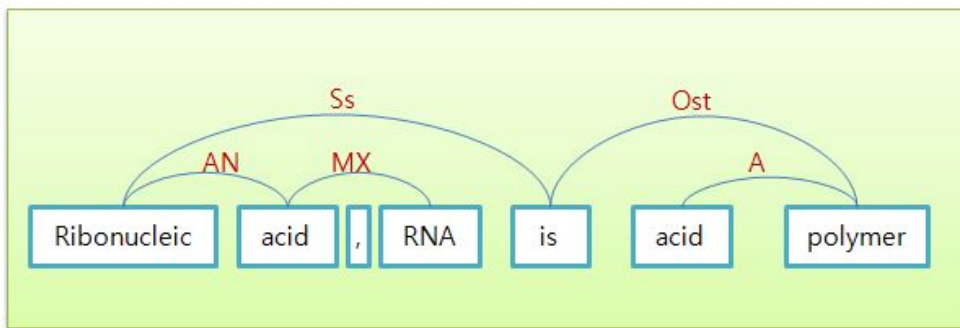 Ss Ost
AN MX A
Ribonucleic acid , RNA is acid polymer